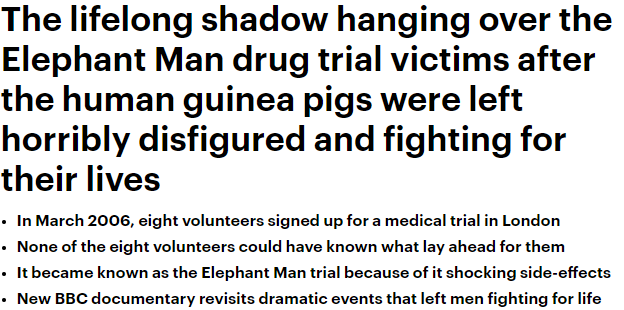 The lifelong shadow hanging over the
Elephant Man drug trial victims after
the human guinea pigs were left
horribly disfigured and fighting for
their lives
• In March 2006, eight volunteers signed up for a medical trial in London
• None of the eight volunteers could have known what lay ahead for them
• It became known as the Elephant Man trial because of it shocking side-effects
• New BBC documentary revisits dramatic events that left men fighting for life